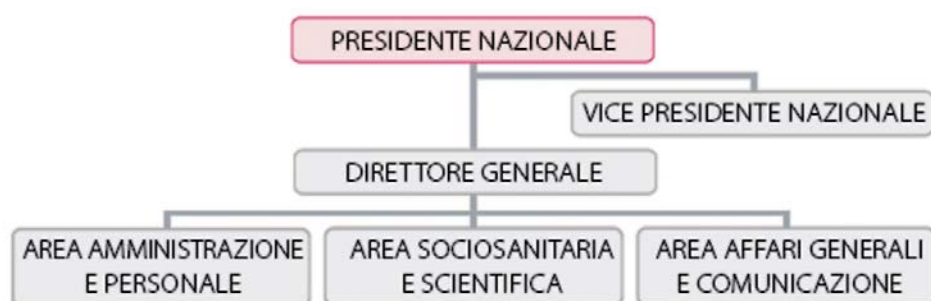 PRESIDENTE NAZIONALE
VICE PRESIDENTE NAZIONALE
DIRETTORE GENERALE
AREA AMMINISTRAZIONE
E PERSONALE
AREA SOCIOSANITARIA
E SCIENTIFICA
AREA AFFARI GENERALI
E COMUNICAZIONE